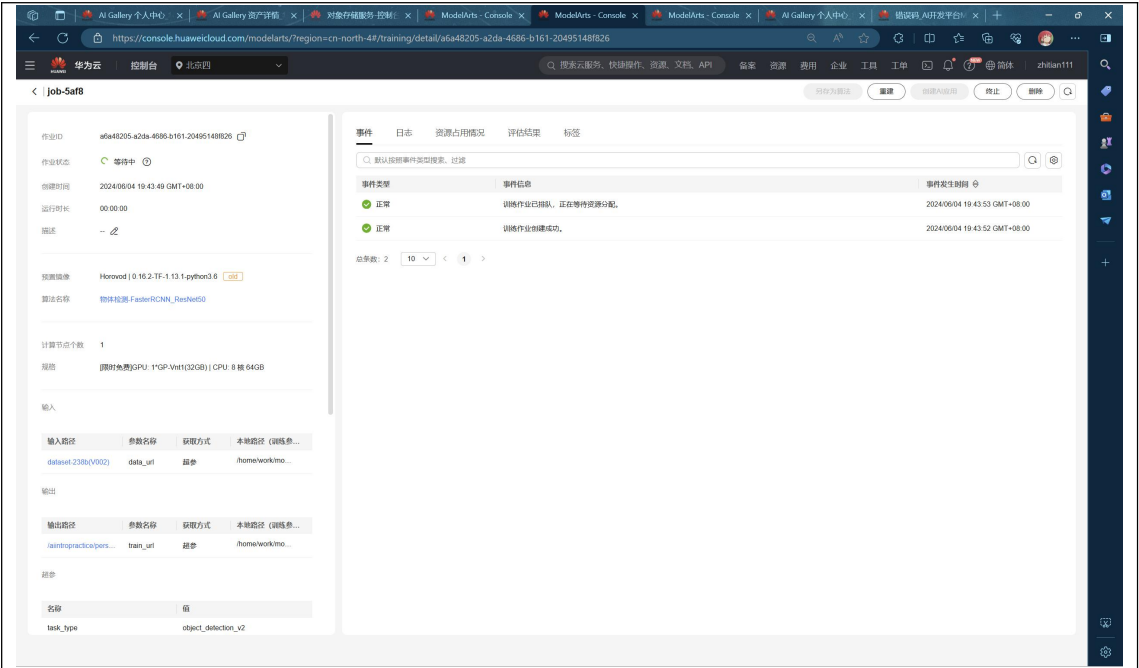 AI Gallery 个人中心
AI Gallery 资产详情
对象存储服务-控制
ModelArts - Console
ModelArts - Console
ModelArts - Console
AI Gallery 个人中心
错误码_AI开发平台M
https://console.huaweicloud.com/modelarts/?region=cn-north-4#/training/detail/a6a48205-a2da-4686-b161-20495148f826
HUAWEI
华为云
控制台
北京四
搜索云服务、快捷操作、资源、文档、API
备案 资源 费用 企业 工具 工单
简体
zhitian111
job-5af8
另存为算法
重建
创建AI应用
终止
删除
作业ID a6a48205-a2da-4686-b161-20495148f826
作业状态 等待中
创建时间 2024/06/04 19:43:49 GMT+08:00
运行时长 00:00:00
描述 --
预置镜像 Horovod | 0.16.2-TF-1.13.1-python3.6 old
算法名称 物体检测-FasterRCNN_ResNet50
计算节点个数 1
规格 [限时免费]GPU: 1*GP-Vnt1(32GB) | CPU: 8 核 64GB
输入
输入路径 参数名称 获取方式 本地路径（训练参...
dataset-238b(V002) data_url 超参 /home/work/mo...
输出
输出路径 参数名称 获取方式 本地路径（训练参...
/aintropractice/pers... train_url 超参 /home/work/mo...
超参
名称 值
task_type object_detection_v2
事件 日志 资源占用情况 评估结果 标签
默认按照事件类型搜索、过滤
事件类型 事件信息 事件发生时间
正常 训练作业已排队，正在等待资源分配。 2024/06/04 19:43:53 GMT+08:00
正常 训练作业创建成功。 2024/06/04 19:43:52 GMT+08:00
总条数: 2 10 1